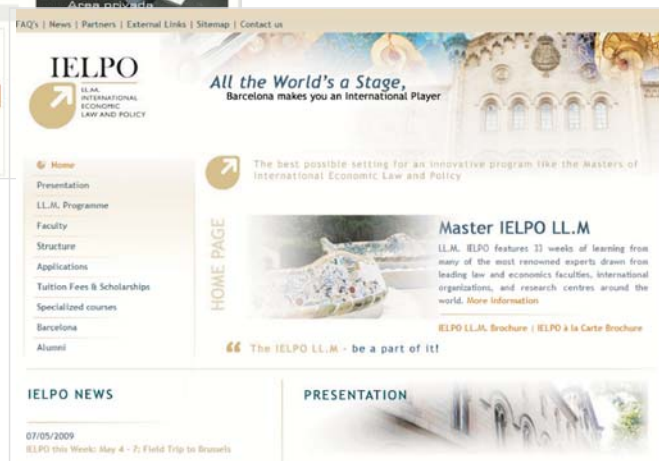 Area privada
FAQ's | News | Partners | External Links | Sitemap | Contact us
IELPO
LL.M.
INTERNATIONAL
ECONOMIC
LAW AND POLICY
All the World's a Stage,
Barcelona makes you an International Player
Home
Presentation
LL.M. Programme
Faculty
Structure
Applications
Tuition Fees & Scholarships
Specialized courses
Barcelona
Alumni
The best possible setting for an innovative program like the Masters of
International Economic Law and Policy
HOME PAGE
Master IELPO LL.M
LL.M. IELPO features 33 weeks of learning from
many of the most renowned experts drawn from
leading law and economics faculties, international
organizations, and research centres around the
world. More Information
IELPO LL.M. Brochure | IELPO à la Carte Brochure
“ The IELPO LL.M - be a part of it!
IELPO NEWS
07/05/2009
IELPO this Week: May 4 - 7: Field Trip to Brussels
PRESENTATION